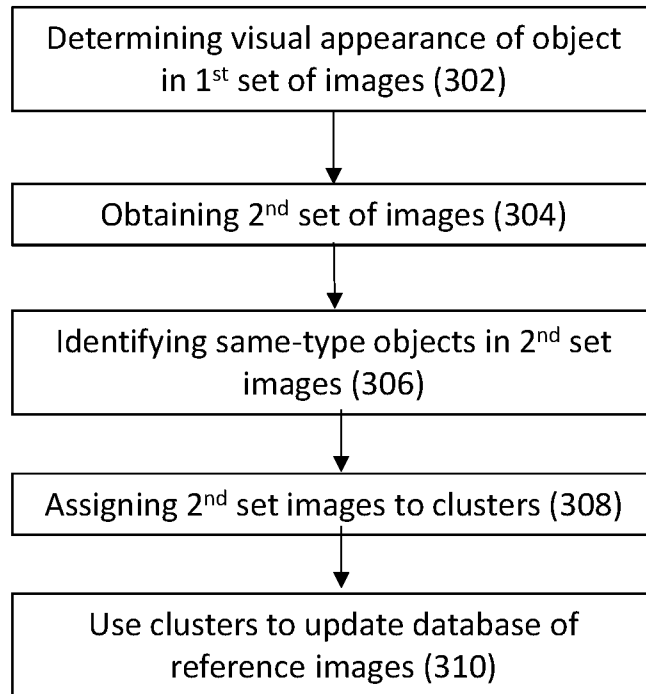 Determining visual appearance of object
in 1st set of images (302)
Obtaining 2nd set of images (304)
Identifying same-type objects in 2nd set
images (306)
Assigning 2nd set images to clusters (308)
Use clusters to update database of
reference images (310)